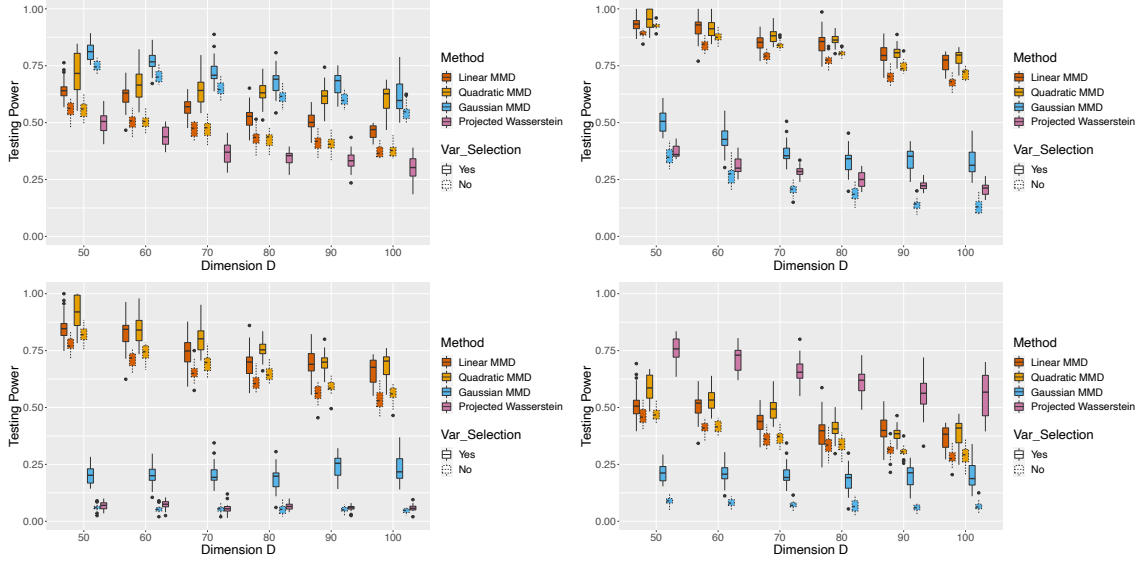 1.00
0.75
0.50
0.25
0.00
Testing Power
50 60 70 80 90 100
Dimension D
Method
Linear MMD
Quadratic MMD
Gaussian MMD
Projected Wasserstein
Var_Selection
Yes
No
1.00
0.75
0.50
0.25
0.00
Testing Power
50 60 70 80 90 100
Dimension D
Method
Linear MMD
Quadratic MMD
Gaussian MMD
Projected Wasserstein
Var_Selection
Yes
No
1.00
0.75
0.50
0.25
0.00
Testing Power
50 60 70 80 90 100
Dimension D
Method
Linear MMD
Quadratic MMD
Gaussian MMD
Projected Wasserstein
Var_Selection
Yes
No
1.00
0.75
0.50
0.25
0.00
Testing Power
50 60 70 80 90 100
Dimension D
Method
Linear MMD
Quadratic MMD
Gaussian MMD
Projected Wasserstein
Var_Selection
Yes
No